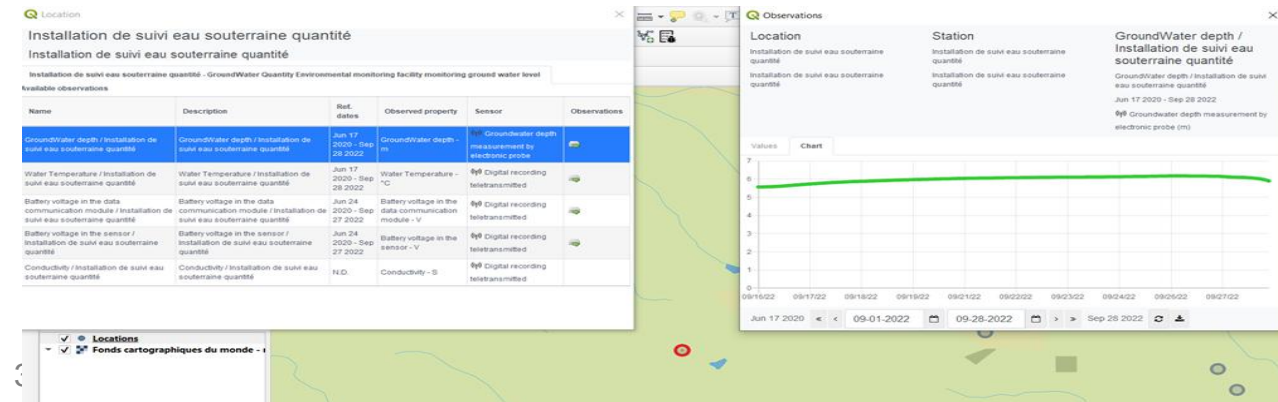 Location
Installation de suivi eau souterraine quantité
Installation de suivi eau souterraine quantité
Installation de suivi eau souterraine quantité - GroundWater Quantity Environmental monitoring facility monitoring ground water level
Available observations
Name Description Ref. dates Observed property Sensor Observations
GroundWater depth / Installation de suivi eau souterraine quantité
GroundWater depth / Installation de suivi eau souterraine quantité
Jun 17 2020 - Sep 28 2022
GroundWater depth - m
Groundwater depth measurement by electronic probe
Water Temperature / Installation de suivi eau souterraine quantité
Water Temperature / Installation de suivi eau souterraine quantité
Jun 17 2020 - Sep 28 2022
Water Temperature - °C
Digital recording teletransmitted
Battery voltage in the data communication module / Installation de suivi eau souterraine quantité
Battery voltage in the data communication module / Installation de suivi eau souterraine quantité
Jun 24 2020 - Sep 27 2022
Battery voltage in the data communication module - V
Digital recording teletransmitted
Battery voltage in the sensor / Installation de suivi eau souterraine quantité
Battery voltage in the sensor / Installation de suivi eau souterraine quantité
Jun 24 2020 - Sep 27 2022
Battery voltage in the sensor - V
Digital recording teletransmitted
Conductivity / Installation de suivi eau souterraine quantité
Conductivity / Installation de suivi eau souterraine quantité
N.D.
Conductivity - S
Digital recording teletransmitted
Locations
Fonds cartographiques du monde -
Observations
Location
Installation de suivi eau souterraine quantité
Installation de suivi eau souterraine quantité
Station
Installation de suivi eau souterraine quantité
Installation de suivi eau souterraine quantité
GroundWater depth /
Installation de suivi eau
souterraine quantité
GroundWater depth / Installation de suivi
eau souterraine quantité
Jun 17 2020 - Sep 28 2022
Groundwater depth measurement by
electronic probe (m)
Values Chart
7
6
5
4
3
2
1
0
09/16/22 09/17/22 09/18/22 09/19/22 09/21/22 09/22/22 09/23/22 09/24/22 09/26/22 09/27/22
Jun 17 2020 « < 09-01-2022 09-28-2022 > » Sep 28 2022